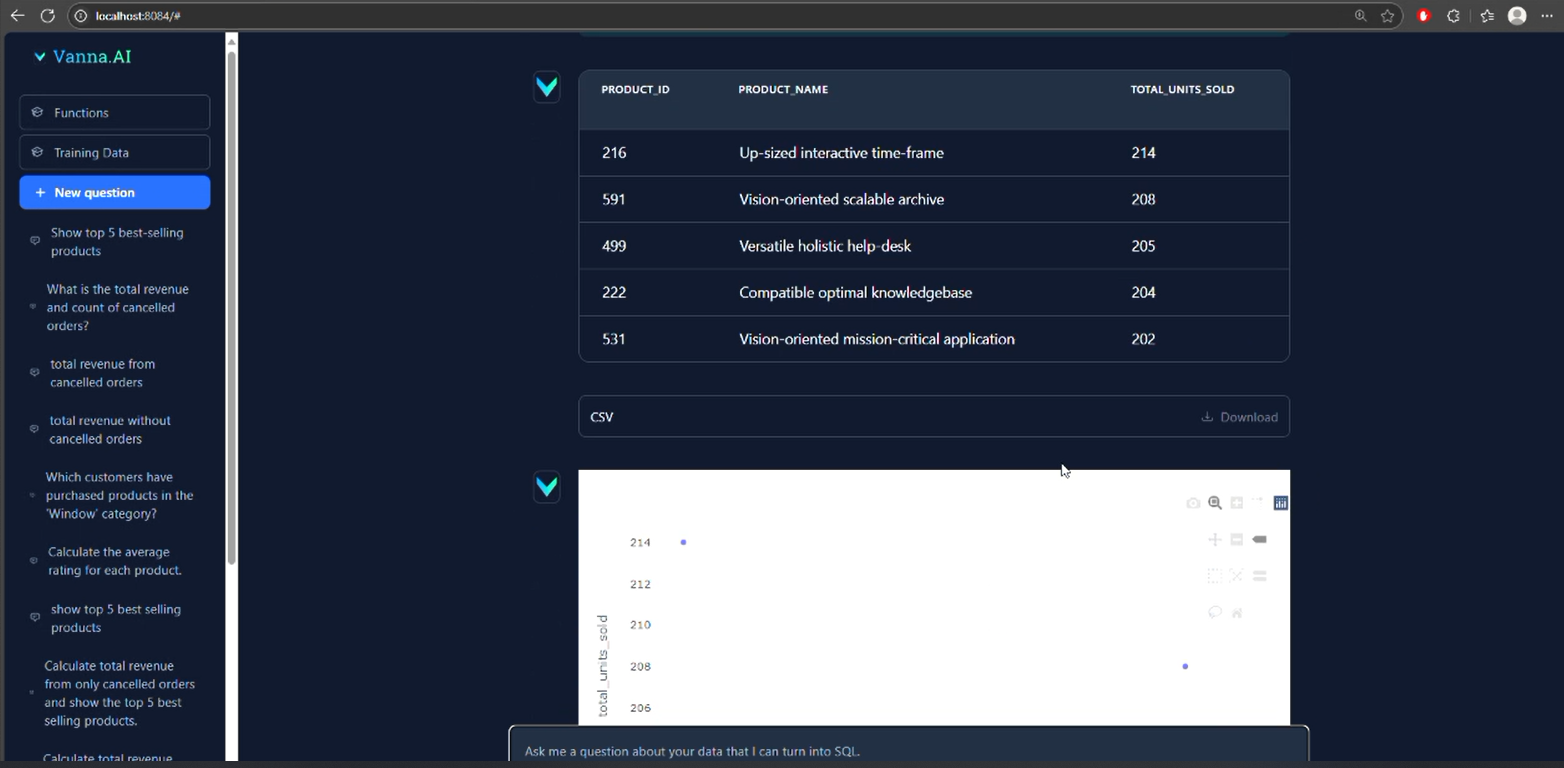 localhost:8084/#
Vanna.AI
Functions
Training Data
+ New question
Show top 5 best-selling
products
What is the total revenue
and count of cancelled
orders?
total revenue from
cancelled orders
total revenue without
cancelled orders
Which customers have
purchased products in the
'Window' category?
Calculate the average
rating for each product.
show top 5 best selling
products
Calculate total revenue
from only cancelled orders
and show the top 5 best
selling products.
Calculate total revenue
PRODUCT_ID PRODUCT_NAME TOTAL_UNITS_SOLD
216 Up-sized interactive time-frame 214
591 Vision-oriented scalable archive 208
499 Versatile holistic help-desk 205
222 Compatible optimal knowledgebase 204
531 Vision-oriented mission-critical application 202
CSV Download
214
212
210
208
206
total_units_sold
Ask me a question about your data that I can turn into SQL.